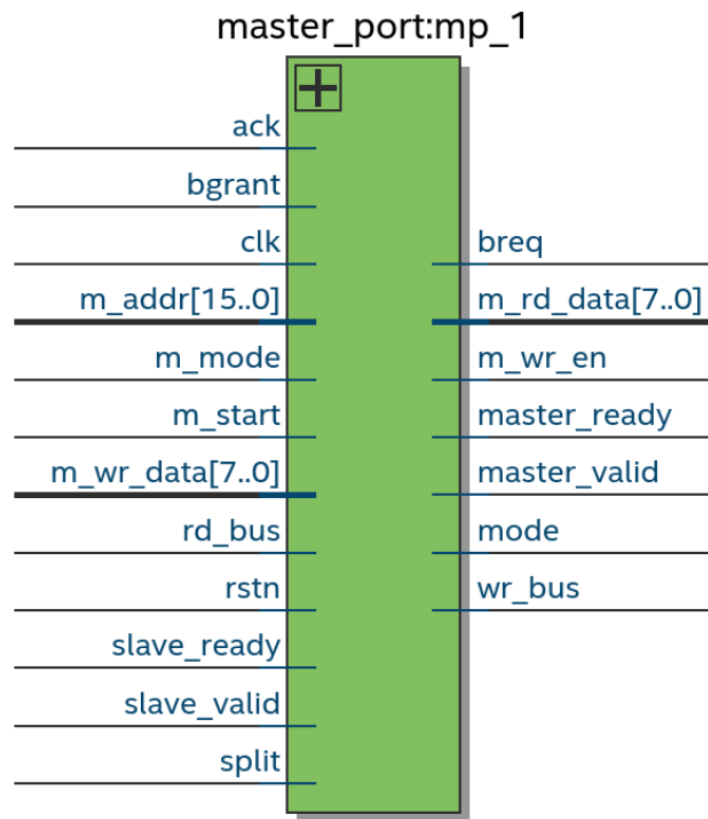 master_port:mp_1
ack
bgrant
clk
m_addr[15..0]
m_mode
m_start
m_wr_data[7..0]
rd_bus
rstn
slave_ready
slave_valid
split
breq
m_rd_data[7..0]
m_wr_en
master_ready
master_valid
mode
wr_bus